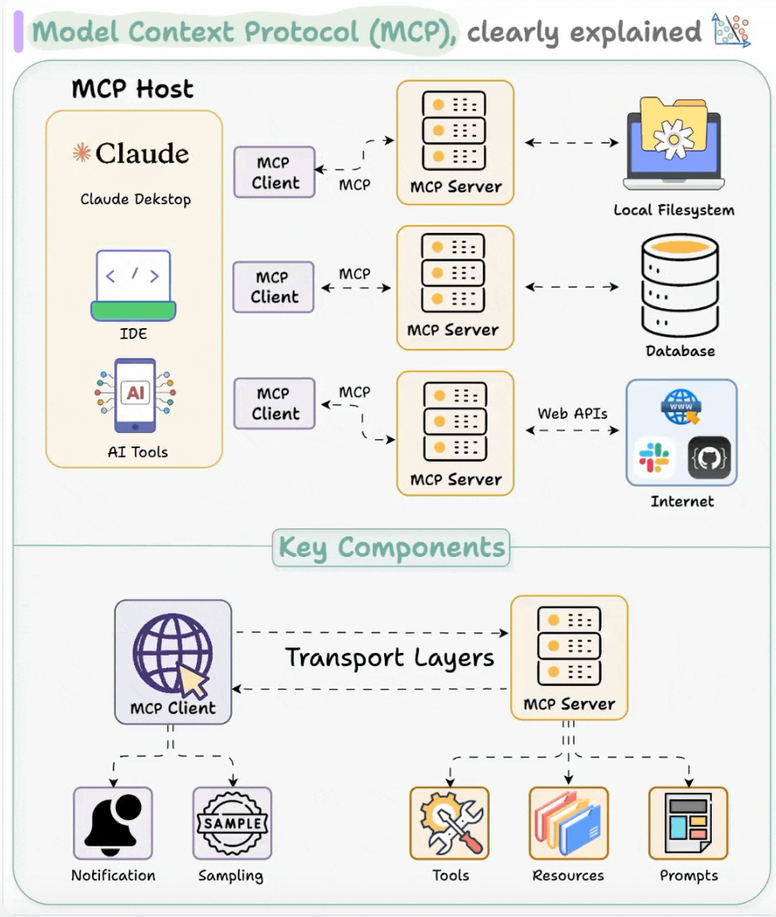 Model Context Protocol (MCP), clearly explained
MCP Host
Claude
Claude Dekstop
IDE
AI
AI Tools
MCP
Client
MCP
MCP Server
Local Filesystem
MCP
Client
MCP
MCP Server
Database
MCP
Client
MCP
MCP Server
Web APIs
WWW
Internet
Key Components
MCP Client
Transport Layers
MCP Server
Notification
SAMPLE
Sampling
Tools
Resources
Prompts